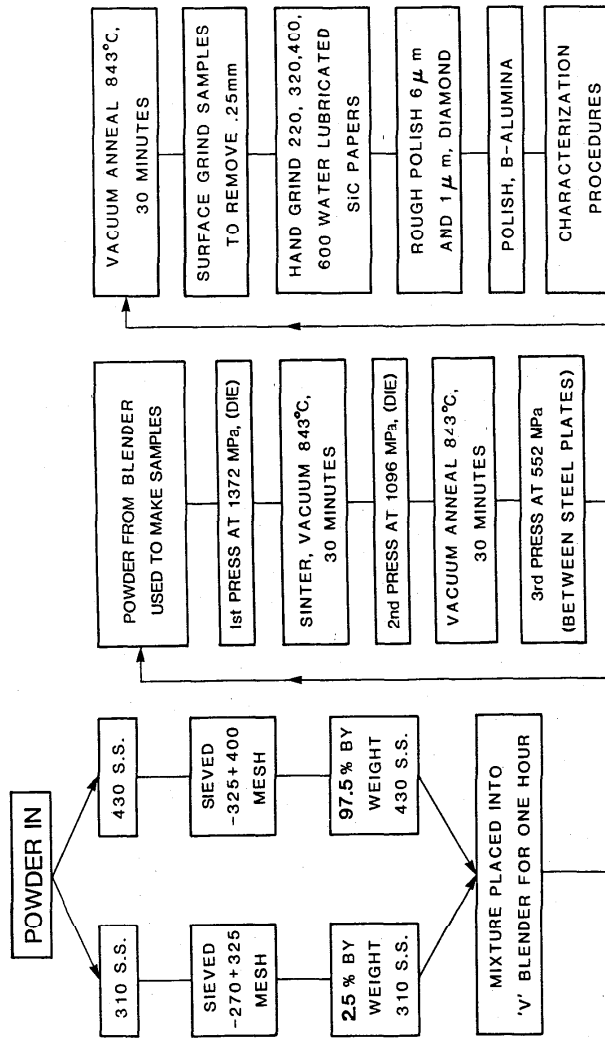 POWDER IN
310 S.S.
430 S.S.
SIEVED
-270+325
MESH
SIEVED
-325+400
MESH
2.5 % BY
WEIGHT
310 S.S.
97.5% BY
WEIGHT
430 S.S.
MIXTURE PLACED INTO
'V' BLENDER FOR ONE HOUR
POWDER FROM BLENDER
USED TO MAKE SAMPLES
1st PRESS AT 1372 MPa, (DIE)
SINTER, VACUUM 843°C,
30 MINUTES
2nd PRESS AT 1096 MPa, (DIE)
VACUUM ANNEAL 843°C,
30 MINUTES
3rd PRESS AT 552 MPa
(BETWEEN STEEL PLATES)
VACUUM ANNEAL 843°C,
30 MINUTES
SURFACE GRIND SAMPLES
TO REMOVE .25mm
HAND GRIND 220, 320,400,
600 WATER LUBRICATED
SiC PAPERS
ROUGH POLISH 6μm
AND 1μm, DIAMOND
POLISH, B-ALUMINA
CHARACTERIZATION
PROCEDURES